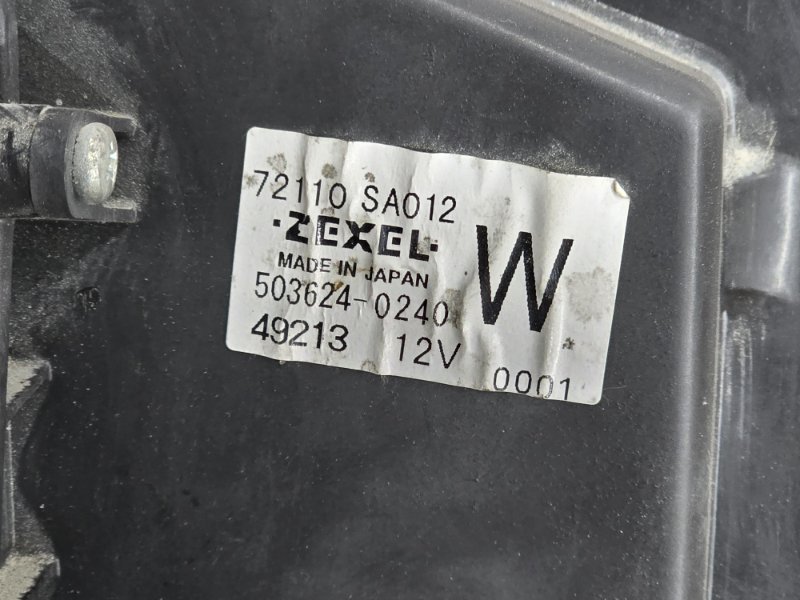 72110 SA012
·ZEXEL·
MADE IN JAPAN
W
503624-0240
49213 12V 0001